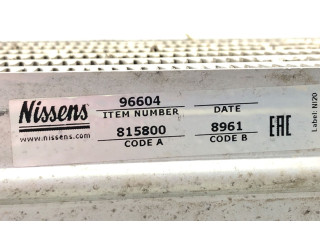 Nissens®
www.nissens.com
96604
ITEM NUMBER
DATE
815800
CODE A
8961
CODE B
EAC
Label: NI20